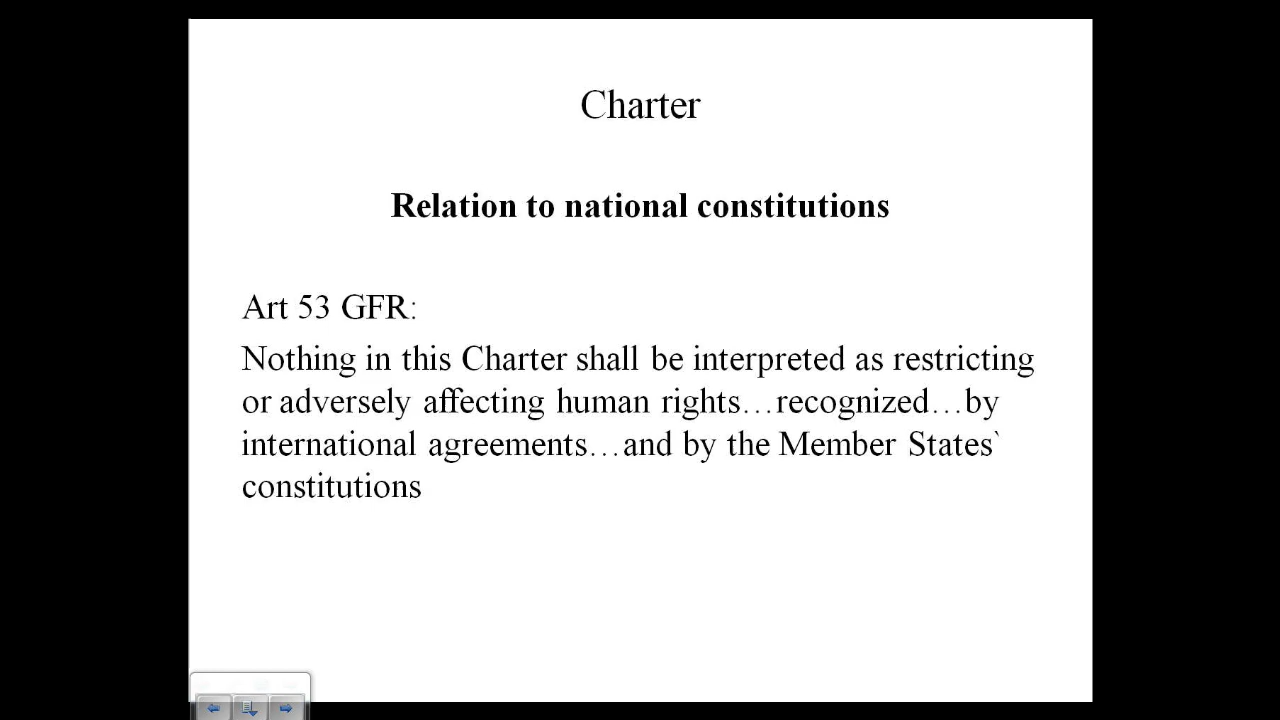 Charter
Relation to national constitutions
Art 53 GFR:
Nothing in this Charter shall be interpreted as restricting
or adversely affecting human rights…recognized…by
international agreements…and by the Member States`
constitutions